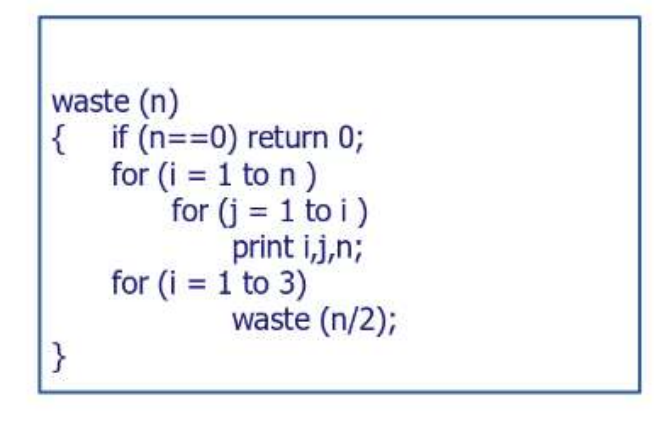 waste (n)
{ if (n==0) return 0;
for (i = 1 to n )
for (j = 1 to i )
print i,j,n;
for (i = 1 to 3)
waste (n/2);
}